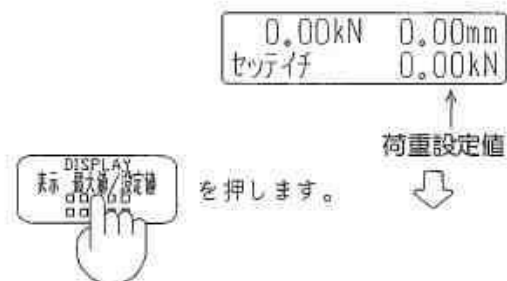 0.00kN 0.00mm
セッテイチ 0.00kN
荷重設定値
DISPLAY
表示 最大値/設定値
を押します。